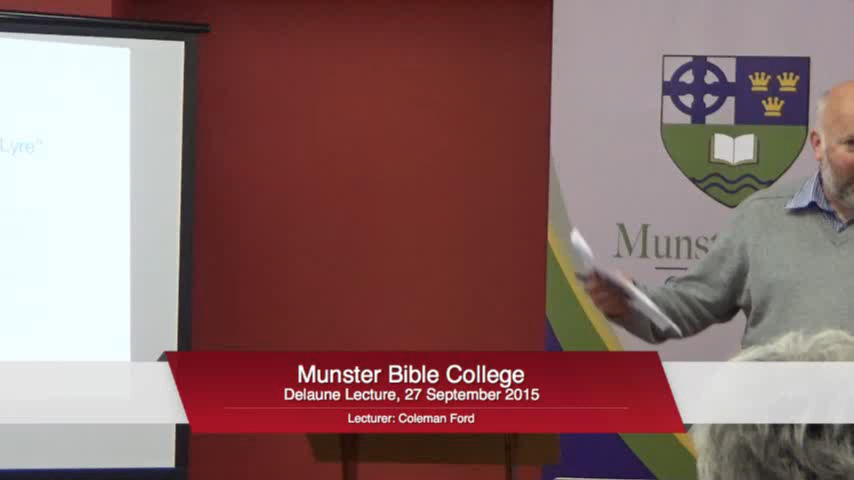 Lyre"
Munst
Munster Bible College
Delaune Lecture, 27 September 2015
Lecturer: Coleman Ford